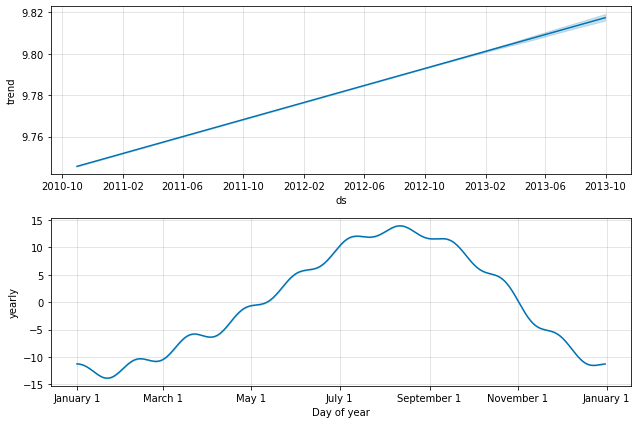 9.82
9.80
9.78
9.76
trend
2010-10 2011-02 2011-06 2011-10 2012-02 2012-06 2012-10 2013-02 2013-06 2013-10
ds
15
10
5
0
−5
−10
−15
yearly
January 1 March 1 May 1 July 1 September 1 November 1 January 1
Day of year